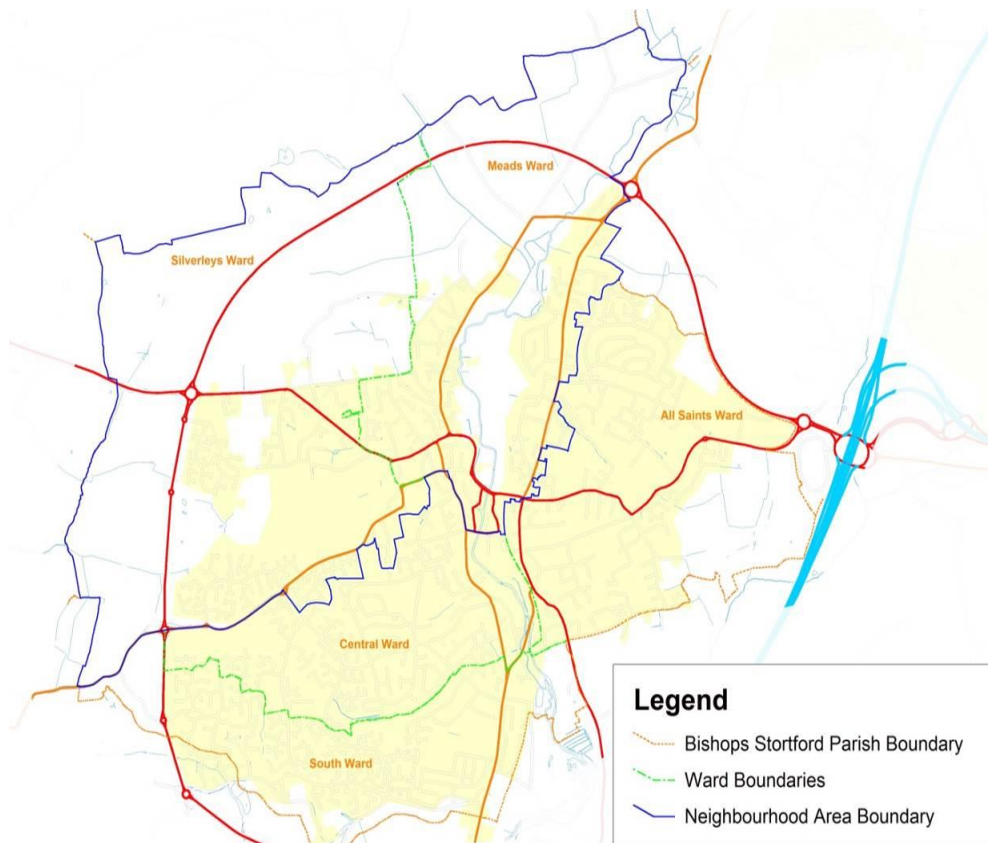 Meads Ward
Silverleys Ward
All Saints Ward
Central Ward
South Ward
Legend
Bishops Stortford Parish Boundary
Ward Boundaries
Neighbourhood Area Boundary